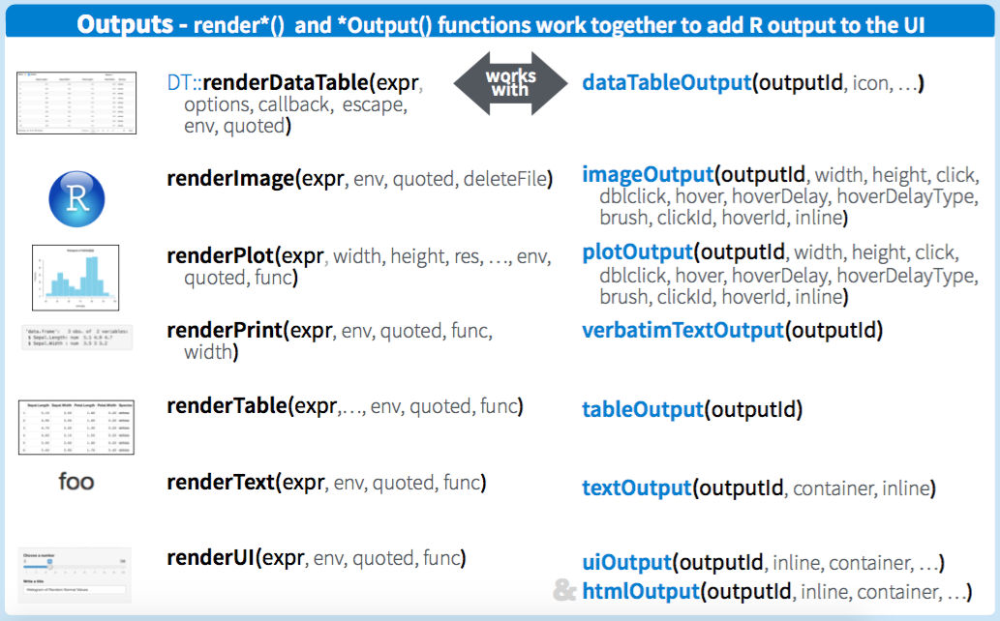 Outputs - render*() and *Output() functions work together to add R output to the UI
DT::renderDataTable(expr,
options, callback, escape,
env, quoted)
works
with
dataTableOutput(outputId, icon, …)
R
renderImage(expr, env, quoted, deleteFile)
imageOutput(outputId, width, height, click,
dblclick, hover, hoverDelay, hoverDelayType,
brush, clickId, hoverId, inline)
renderPlot(expr, width, height, res, …, env,
quoted, func)
plotOutput(outputId, width, height, click,
dblclick, hover, hoverDelay, hoverDelayType,
brush, clickId, hoverId, inline)
'data.frame': 3 obs. of 2 variables:
$ Sepal.Length: num 5.1 4.9 4.7
$ Sepal.Width : num 3.5 3 3.2
renderPrint(expr, env, quoted, func,
width)
verbatimTextOutput(outputId)
Sepal.Length Sepal.Width Petal.Length Petal.Width Species
renderTable(expr,…, env, quoted, func)
tableOutput(outputId)
foo
renderText(expr, env, quoted, func)
textOutput(outputId, container, inline)
Choose a number
Write a title
Histogram of Random Normal Values
renderUI(expr, env, quoted, func)
uiOutput(outputId, inline, container, …)
& htmlOutput(outputId, inline, container, …)